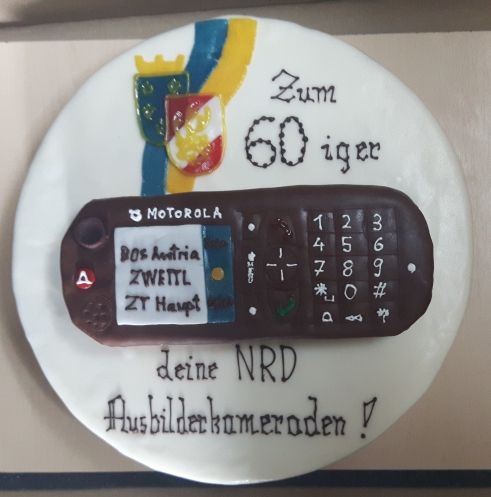 Zum
60 iger
MOTOROLA
BOS Austria
ZWETTL
ZT Haupt
1 2 3
4 5 6
7 8 9
* 0 #
deine NRD
Ausbilderkameraden !